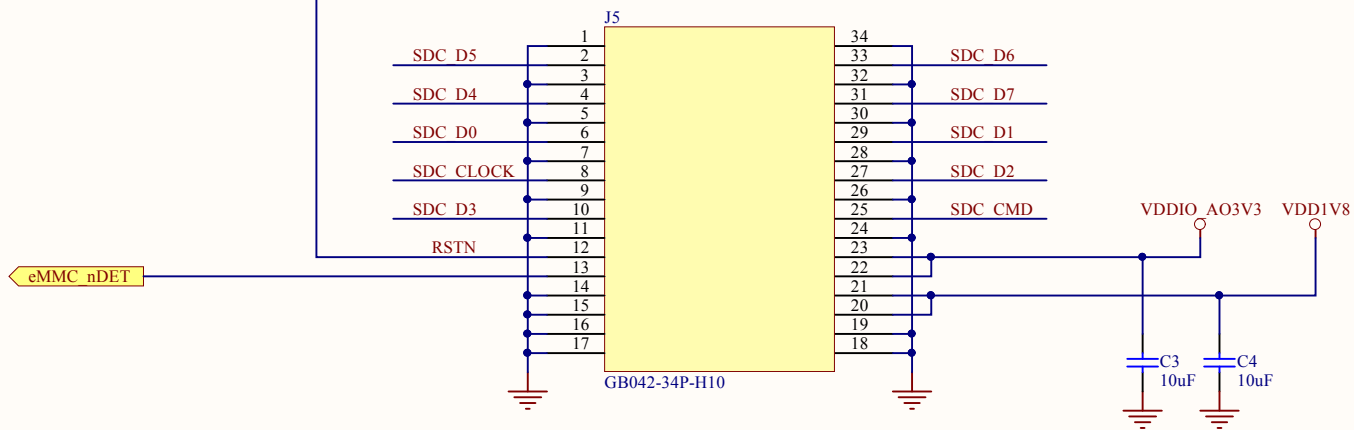 J5
1 34
SDC_D5 2 33 SDC_D6
3 32
SDC_D4 4 31 SDC_D7
5 30
SDC_D0 6 29 SDC_D1
7 28
SDC_CLOCK 8 27 SDC_D2
9 26
SDC_D3 10 25 SDC_CMD VDDIO_AO3V3 VDD1V8
11 24
RSTN 12 23
eMMC_nDET 13 22
14 21
15 20
16 19
17 18
C3 C4
10uF 10uF
GB042-34P-H10